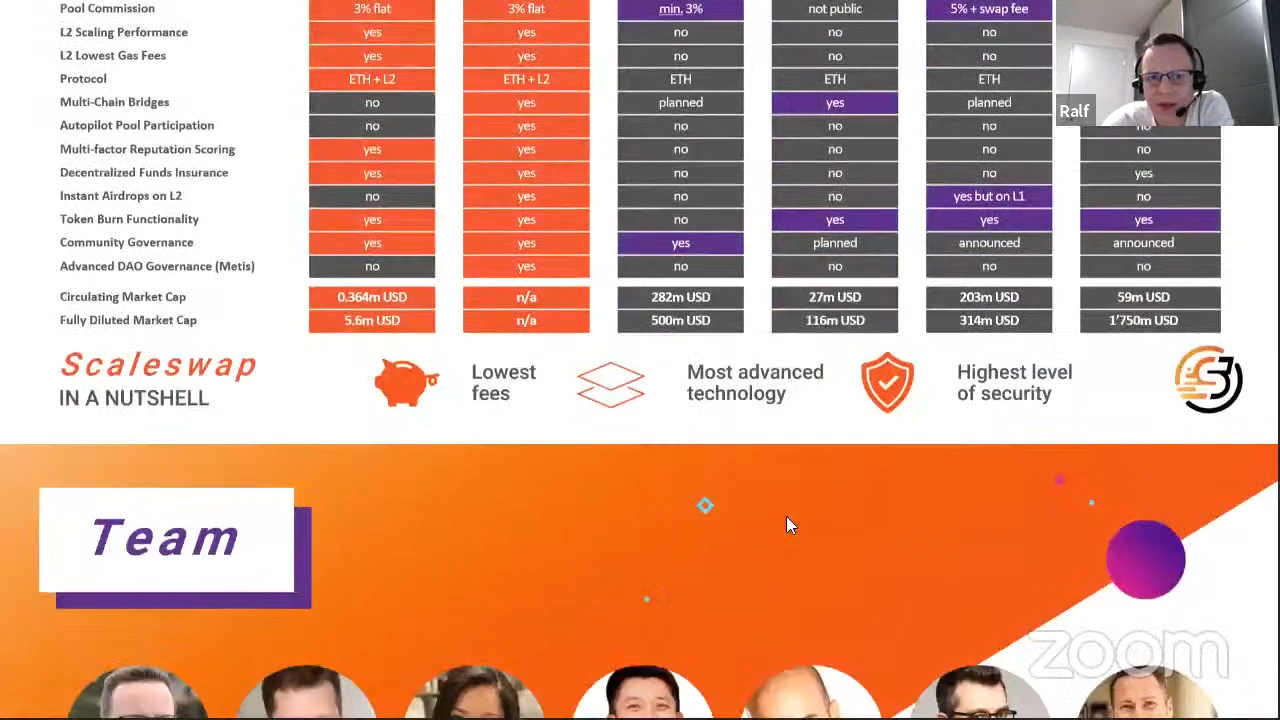 Pool Commission 3% flat 3% flat min. 3% not public 5% + swap fee
L2 Scaling Performance yes yes no no no
L2 Lowest Gas Fees yes yes no no no
Protocol ETH + L2 ETH + L2 ETH ETH ETH
Multi-Chain Bridges no yes planned yes planned
Ralf
Autopilot Pool Participation no yes no no no no
Multi-factor Reputation Scoring yes yes no no no no
Decentralized Funds Insurance yes yes no no no yes
Instant Airdrops on L2 no yes no no yes but on L1 no
Token Burn Functionality yes yes no yes yes yes
Community Governance yes yes yes planned announced announced
Advanced DAO Governance (Metis) no yes no no no no
Circulating Market Cap 0.364m USD n/a 282m USD 27m USD 203m USD 59m USD
Fully Diluted Market Cap 5.6m USD n/a 500m USD 116m USD 314m USD 1'750m USD
Scaleswap
IN A NUTSHELL
Lowest
fees
Most advanced
technology
Highest level
of security
Team
zoom